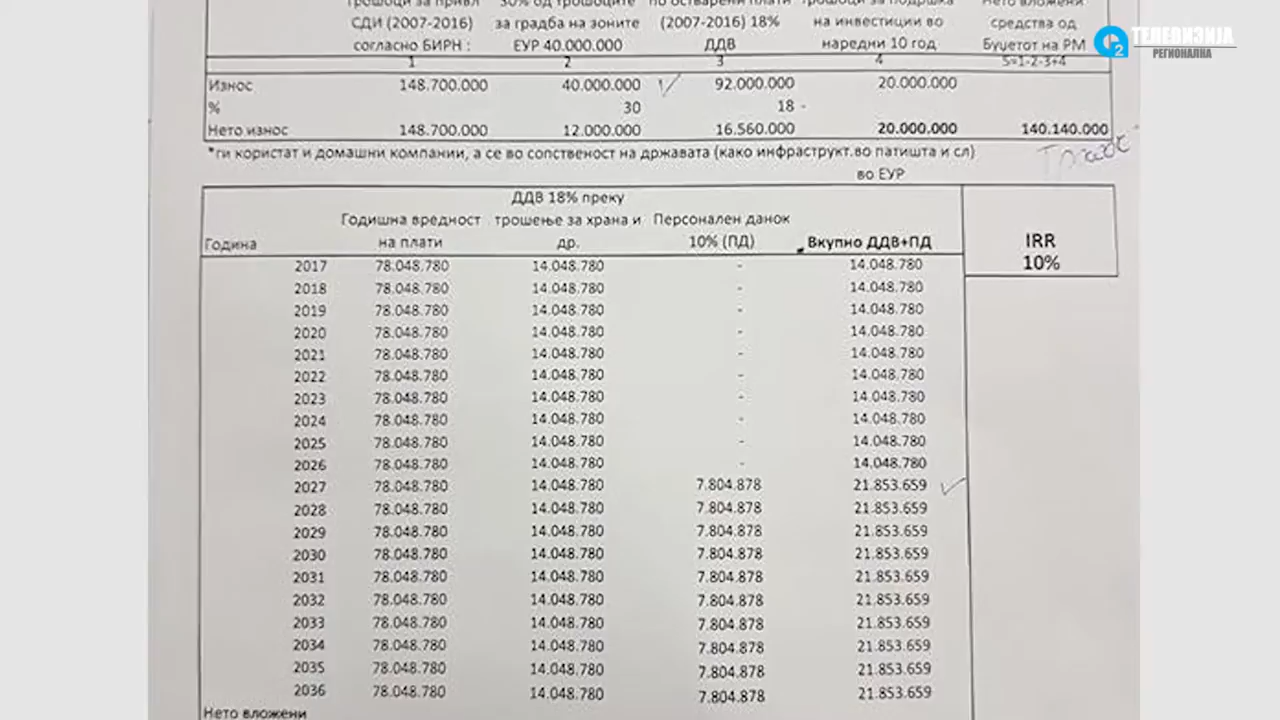 трошоци за привл 30% од трошоците по остварени плати трошоци за подршка Нето вложени
СДИ (2007-2016) за градба на зоните (2007-2016) 18% на инвестиции во средства од
согласно БИРН : ЕУР 40.000.000 ДДВ наредни 10 год Буџетот на РМ
1 2 3 4 5=1-2-3+4
Износ 148.700.000 40.000.000 92.000.000 20.000.000
% 30 18 -
Нето износ 148.700.000 12.000.000 16.560.000 20.000.000 140.140.000
*ги користат и домашни компании, а се во сопственост на државата (како инфраструкт.во патишта и сл)
во ЕУР
ДДВ 18% преку
Годишна вредност трошење за храна и Персонален данок
Година на плати др. 10% (ПД) Вкупно ДДВ+ПД IRR
10%
2017 78.048.780 14.048.780 - 14.048.780
2018 78.048.780 14.048.780 - 14.048.780
2019 78.048.780 14.048.780 - 14.048.780
2020 78.048.780 14.048.780 - 14.048.780
2021 78.048.780 14.048.780 - 14.048.780
2022 78.048.780 14.048.780 - 14.048.780
2023 78.048.780 14.048.780 - 14.048.780
2024 78.048.780 14.048.780 - 14.048.780
2025 78.048.780 14.048.780 - 14.048.780
2026 78.048.780 14.048.780 - 14.048.780
2027 78.048.780 14.048.780 7.804.878 21.853.659
2028 78.048.780 14.048.780 7.804.878 21.853.659
2029 78.048.780 14.048.780 7.804.878 21.853.659
2030 78.048.780 14.048.780 7.804.878 21.853.659
2031 78.048.780 14.048.780 7.804.878 21.853.659
2032 78.048.780 14.048.780 7.804.878 21.853.659
2033 78.048.780 14.048.780 7.804.878 21.853.659
2034 78.048.780 14.048.780 7.804.878 21.853.659
2035 78.048.780 14.048.780 7.804.878 21.853.659
2036 78.048.780 14.048.780 7.804.878 21.853.659
Нето вложени
2 ТЕЛЕВИЗИЈА
РЕГИОНАЛНА